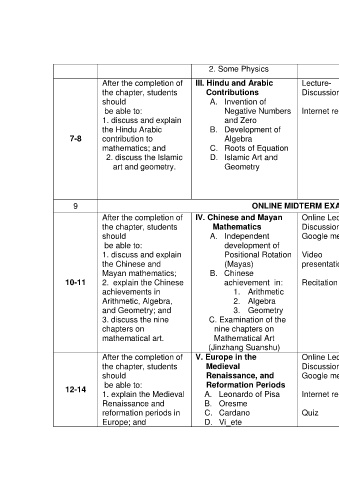 2. Some Physics
7-8
After the completion of
the chapter, students
should
be able to:
1. discuss and explain
the Hindu Arabic
contribution to
mathematics; and
2. discuss the Islamic
art and geometry.
III. Hindu and Arabic
Contributions
A. Invention of
Negative Numbers
and Zero
B. Development of
Algebra
C. Roots of Equation
D. Islamic Art and
Geometry
Lecture-
Discussion
Internet re
9
ONLINE MIDTERM EXA
10-11
After the completion of
the chapter, students
should
be able to:
1. discuss and explain
the Chinese and
Mayan mathematics;
2. explain the Chinese
achievements in
Arithmetic, Algebra,
and Geometry; and
3. discuss the nine
chapters on
mathematical art.
IV. Chinese and Mayan
Mathematics
A. Independent
development of
Positional Rotation
(Mayas)
B. Chinese
achievement in:
1. Arithmetic
2. Algebra
3. Geometry
C. Examination of the
nine chapters on
Mathematical Art
(Jinzhang Suanshu)
Online Lec
Discussion
Google me
Video
presentatio
Recitation
12-14
After the completion of
the chapter, students
should
be able to:
1. explain the Medieval
Renaissance and
reformation periods in
Europe; and
V. Europe in the
Medieval
Renaissance, and
Reformation Periods
A. Leonardo of Pisa
B. Oresme
C. Cardano
D. Vi_ete
Online Lec
Discussion
Google me
Internet re
Quiz